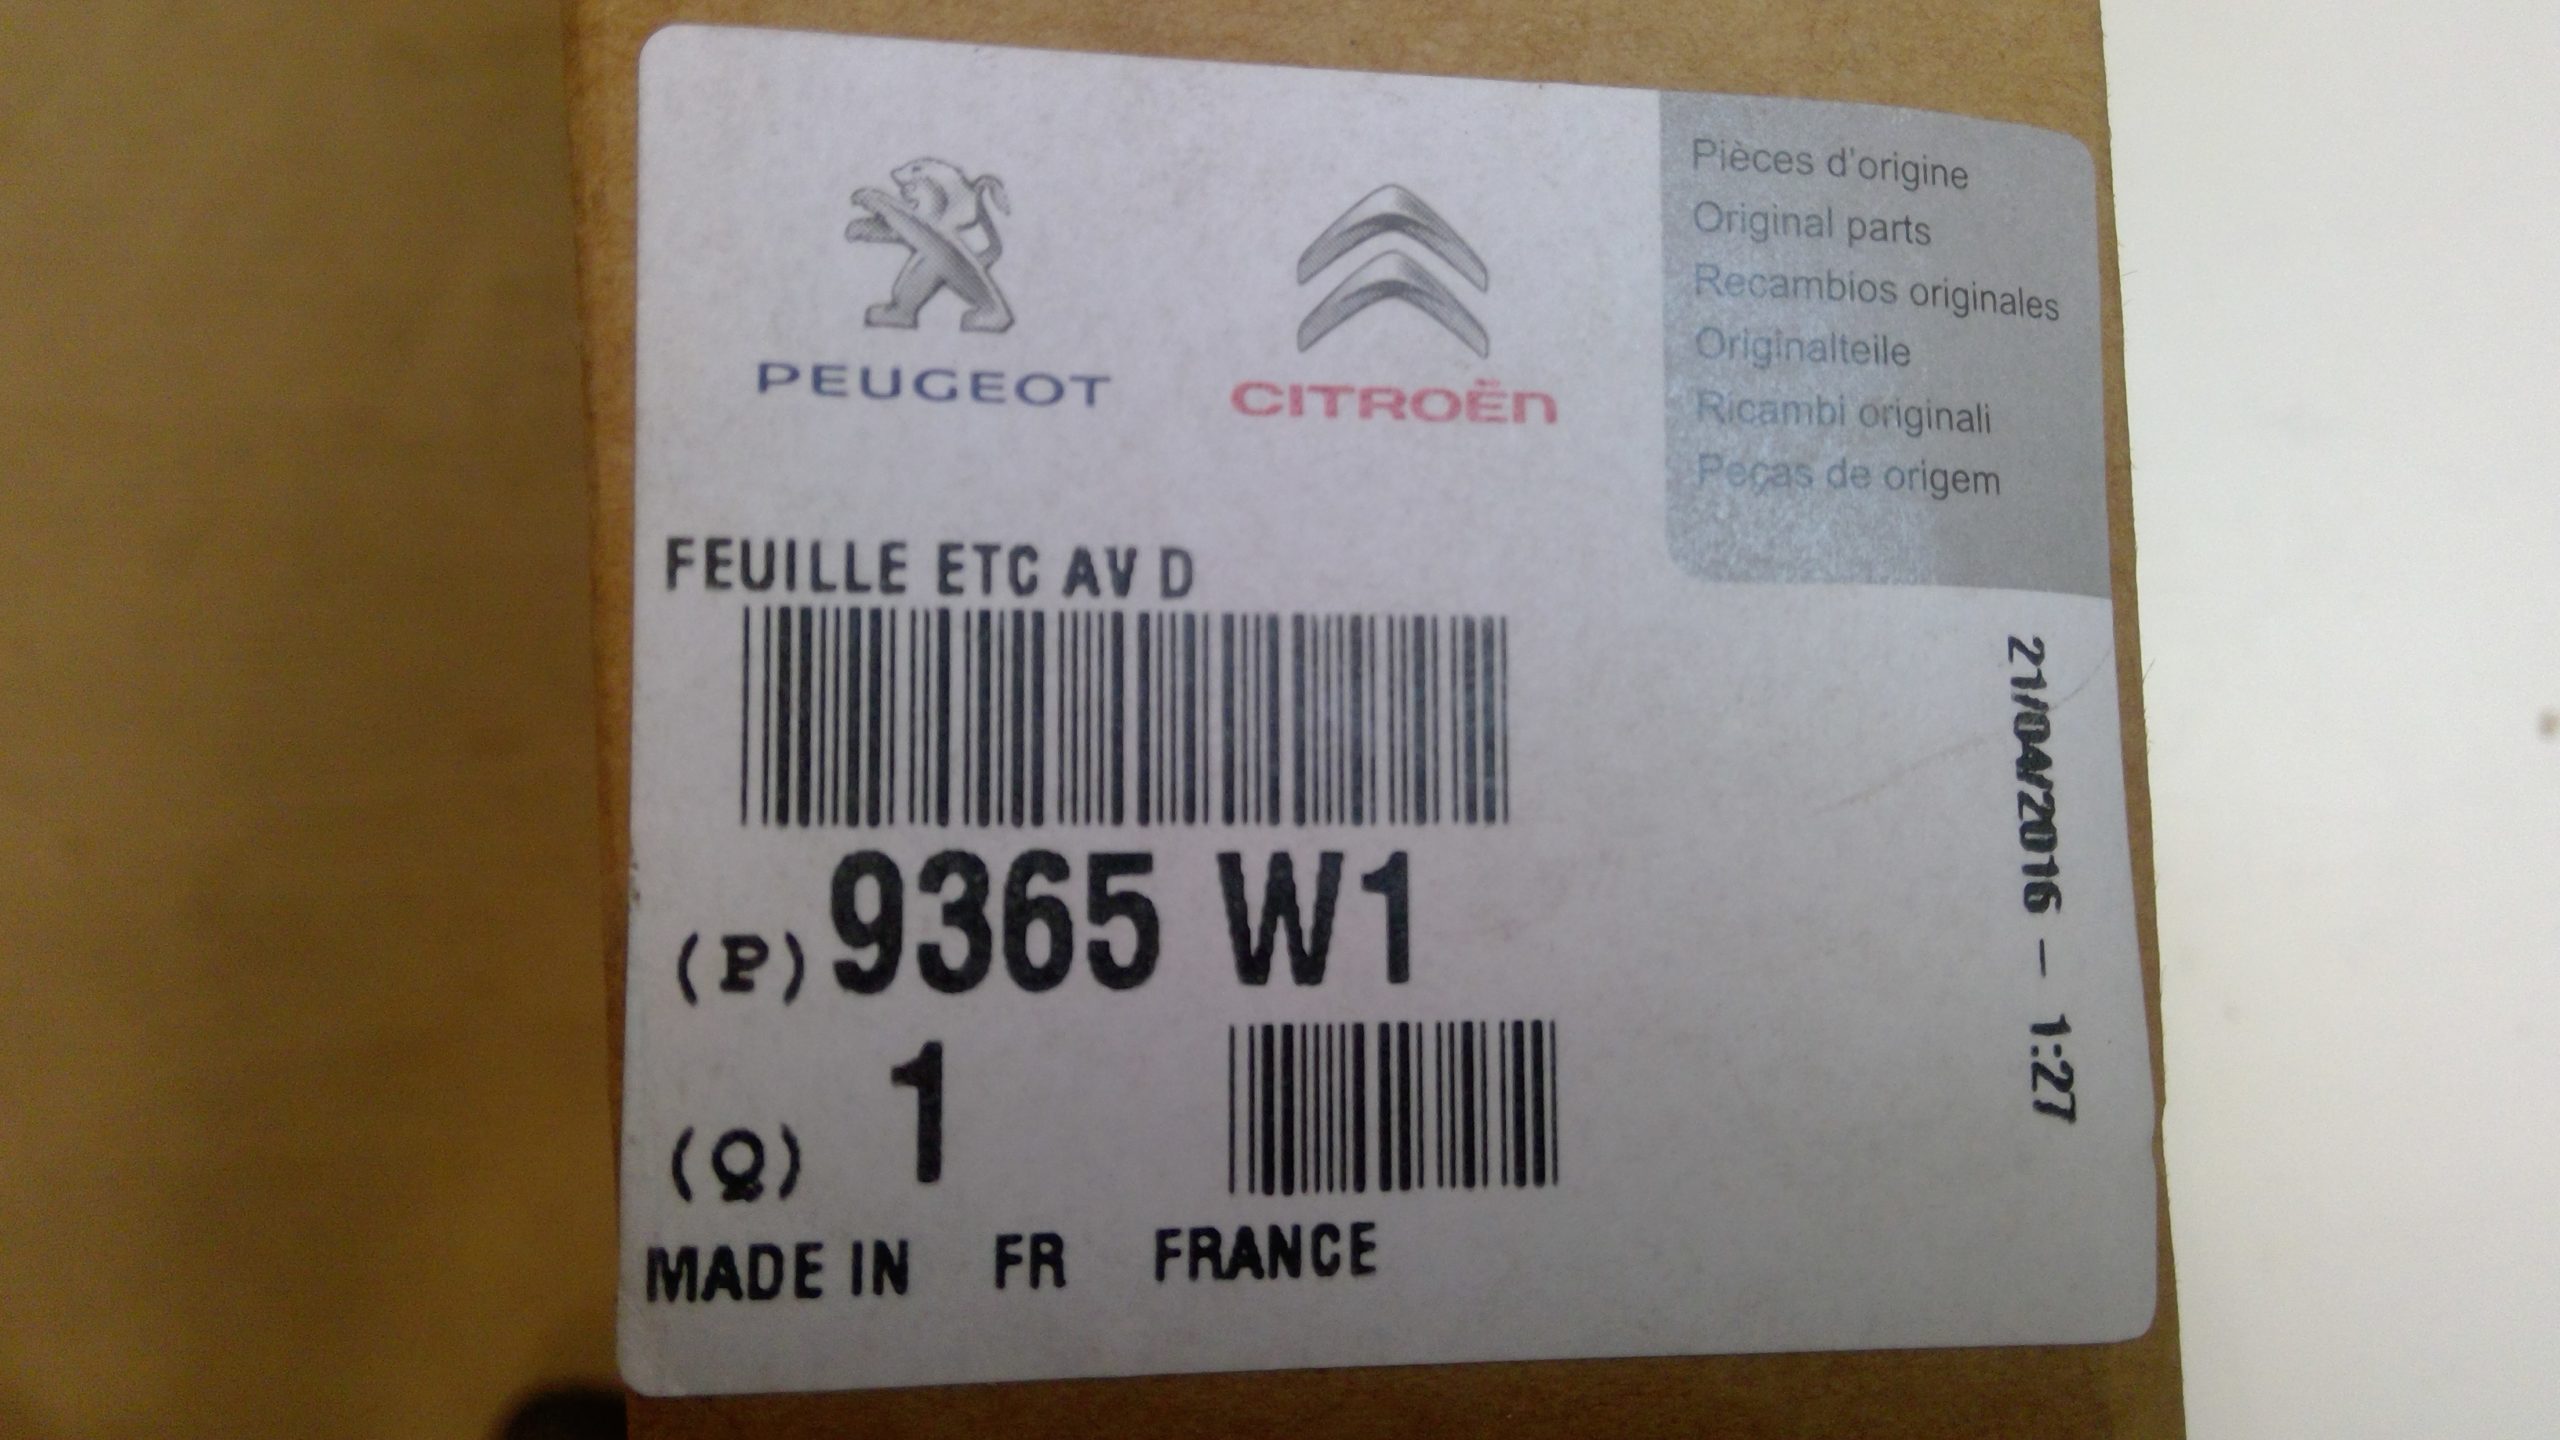 PEUGEOT
CITROËN
Pièces d'origine
Original parts
Recambios originales
Originalteile
Ricambi originali
Peças de origem
FEUILLE ETC AV D
(P) 9365 W1
(Q) 1
MADE IN FR FRANCE
21/04/2016 - 1:27